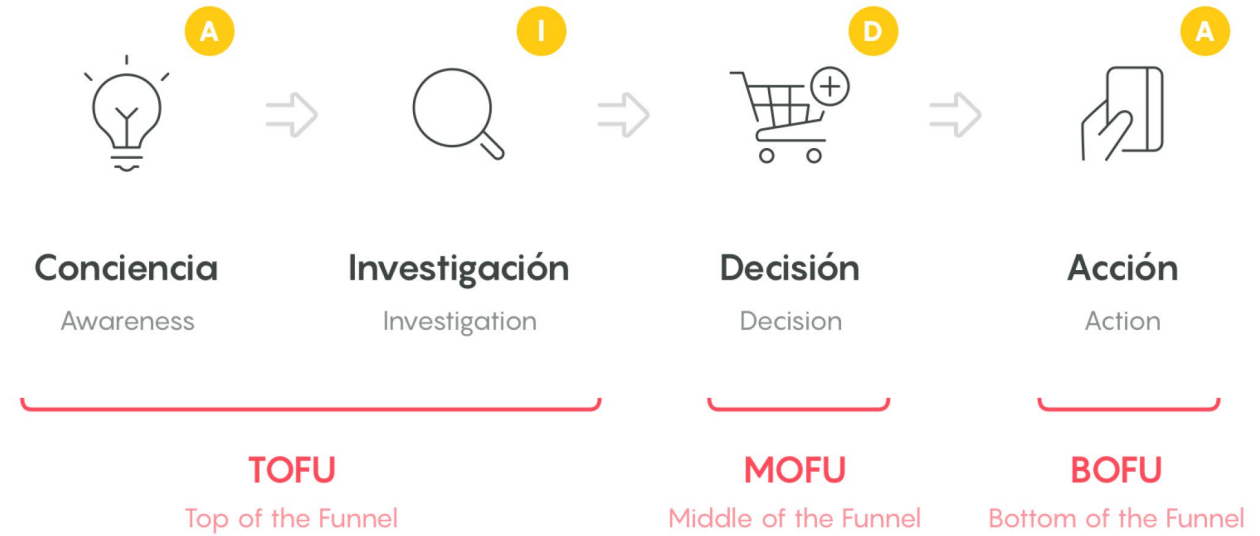 A
I
D
A
Conciencia
Investigación
Decisión
Acción
Awareness
Investigation
Decision
Action
TOFU
MOFU
BOFU
Top of the Funnel
Middle of the Funnel
Bottom of the Funnel